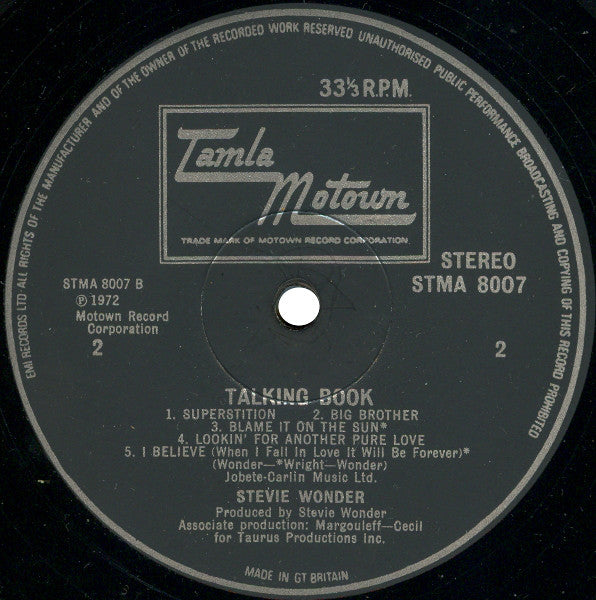 EMI RECORDS LTD · ALL RIGHTS OF THE MANUFACTURER AND OF THE OWNER OF THE RECORDED WORK RESERVED UNAUTHORISED PUBLIC PERFORMANCE BROADCASTING AND COPYING OF THIS RECORD PROHIBITED
33⅓ R.P.M.
Tamla
Motown
TRADE MARK OF MOTOWN RECORD CORPORATION
STEREO
STMA 8007
STMA 8007 B
℗ 1972
Motown Record
Corporation
2
2
TALKING BOOK
1. SUPERSTITION 2. BIG BROTHER
3. BLAME IT ON THE SUN*
4. LOOKIN' FOR ANOTHER PURE LOVE
5. I BELIEVE (When I Fall In Love It Will Be Forever)*
(Wonder—*Wright—Wonder)
Jobete-Carlin Music Ltd.
STEVIE WONDER
Produced by Stevie Wonder
Associate production: Margouleff—Cecil
for Taurus Productions Inc.
MADE IN GT BRITAIN